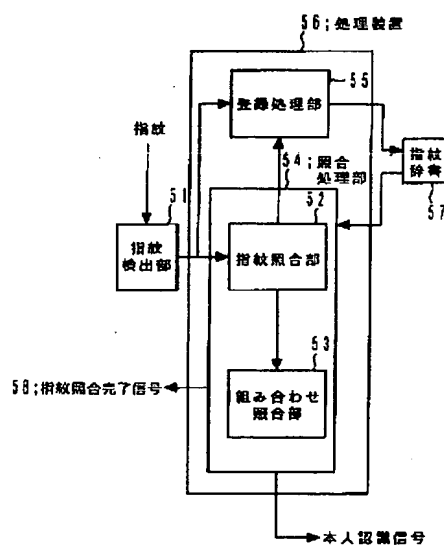 56;処理装置
55
登録処理部
指紋
54;照合
処理部
指紋
辞書
57
51
52
指紋
検出部
指紋照合部
53
組み合わせ
照合部
58;指紋照合完了信号
本人認識信号